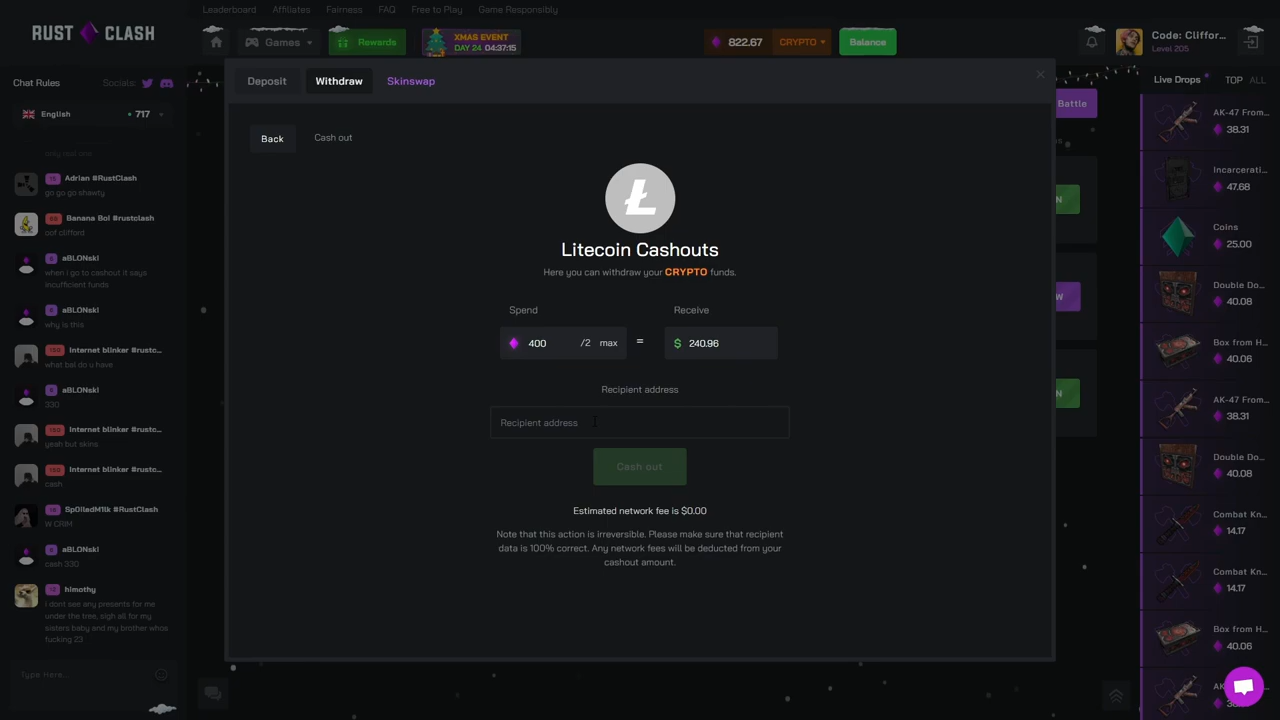 Leaderboard Affiliates Fairness FAQ Free to Play Game Responsibly
RUST CLASH
Games
Rewards
XMAS EVENT
DAY 24 04:37:15
822.67
CRYPTO
Balance
Code: Cliffor...
Level 205
Chat Rules
Socials:
English
717
only rust one
Adrian #RustClash
go go go shawty
Banana Boi #rustclash
oof clifford
aBLONski
when i go to cashout it says
insufficient funds
aBLONski
why is this
Internet blinker #rustc...
what bal do u have
aBLONski
330
Internet blinker #rustc...
yeah but skins
Internet blinker #rustc...
cash
Sp0iledM1lk #RustClash
W CRIM
aBLONski
cash 330
himothy
i dont see any presents for me
under the tree, sigh all for my
sisters baby and my brother whos
fucking 23
Type Here...
Deposit
Withdraw
Skinswap
Back
Cash out
Litecoin Cashouts
Here you can withdraw your CRYPTO funds.
Spend
Receive
400
/2 max
=
$ 240.96
Recipient address
Recipient address
Cash out
Estimated network fee is $0.00
Note that this action is irreversible. Please make sure that recipient
data is 100% correct. Any network fees will be deducted from your
cashout amount.
Battle
N
W
N
Live Drops
TOP ALL
AK-47 From...
38.31
Incarcerati...
47.68
Coins
25.00
Double Do...
40.08
Box from H...
40.06
AK-47 From...
38.31
Double Do...
40.08
Combat Kn...
14.17
Combat Kn...
14.17
Box from H...
40.06